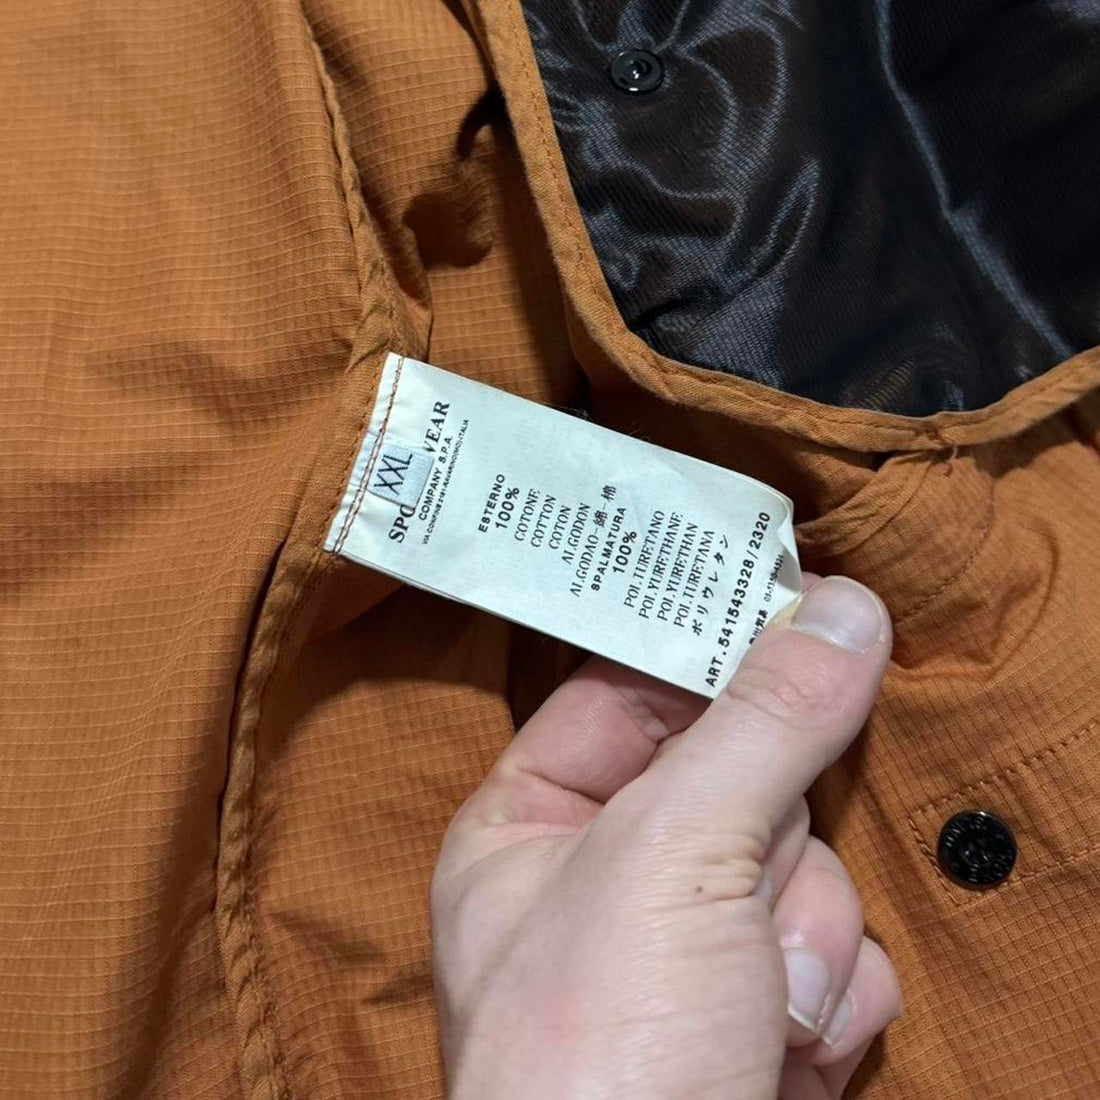 XXL
SPO WEAR
COMPANY S.P.A.
ESTERNO
100%
COTONE
COTTON
COTON
ALGODON
ALGODAO-綿-棉
SPALMATURA
100%
POLIURETANO
POLYURETHANE
POLYURETHAN
POLIURETANA
ポリウレタン
ART.541543328/2320